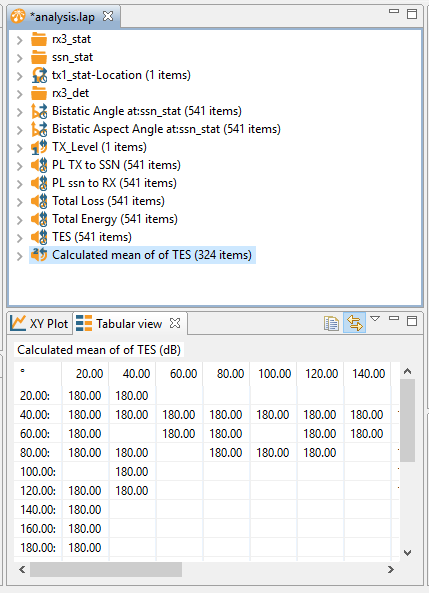 *analysis.lap
rx3_stat
ssn_stat
tx1_stat-Location (1 items)
rx3_det
Bistatic Angle at:ssn_stat (541 items)
Bistatic Aspect Angle at:ssn_stat (541 items)
TX_Level (1 items)
PL TX to SSN (541 items)
PL ssn to RX (541 items)
Total Loss (541 items)
Total Energy (541 items)
TES (541 items)
Calculated mean of of TES (324 items)
XY Plot Tabular view
Calculated mean of of TES (dB)
° 20.00 40.00 60.00 80.00 100.00 120.00 140.00
20.00: 180.00 180.00
40.00: 180.00 180.00 180.00 180.00 180.00 180.00 180.00
60.00: 180.00 180.00 180.00 180.00 180.00
80.00: 180.00 180.00 180.00 180.00 180.00
100.00: 180.00
120.00: 180.00 180.00
140.00: 180.00
160.00: 180.00
180.00: 180.00